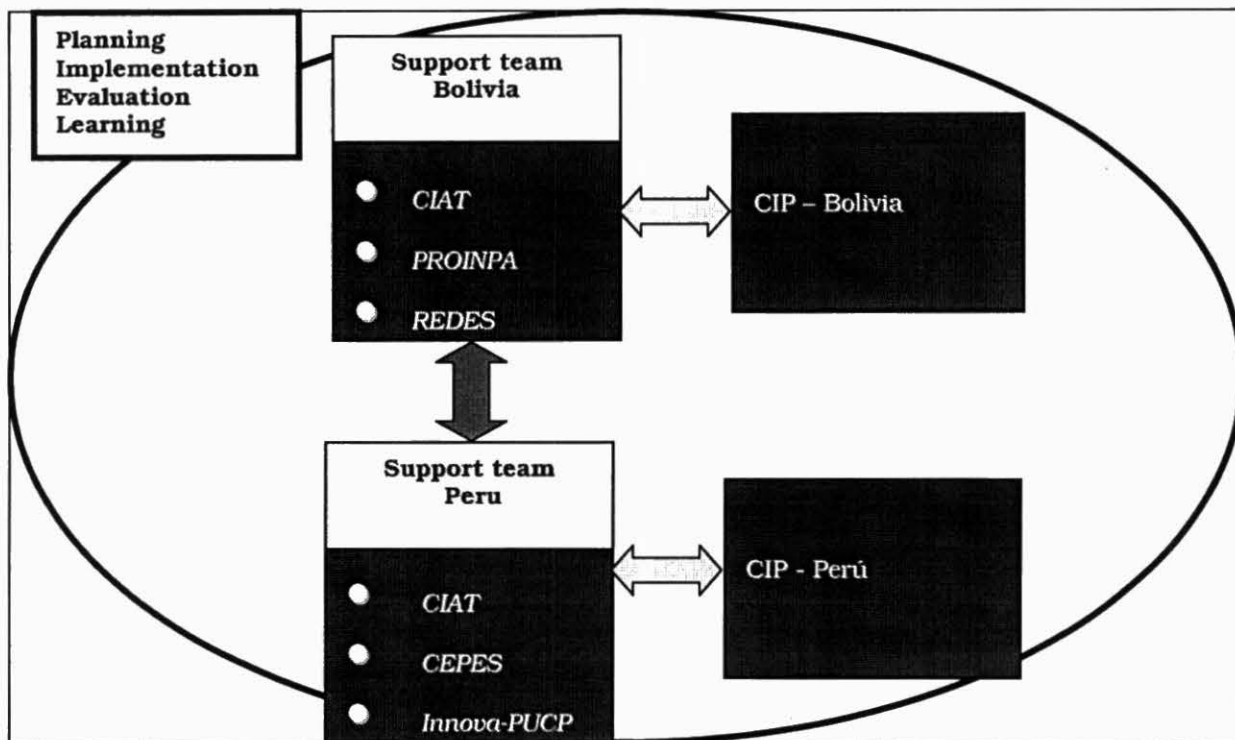 Planning
Implementation
Evaluation
Learning
Support team
Bolivia
CIAT
PROINPA
REDES
CIP – Bolivia
Support team
Peru
CIAT
CEPES
Innova-PUCP
CIP - Perú